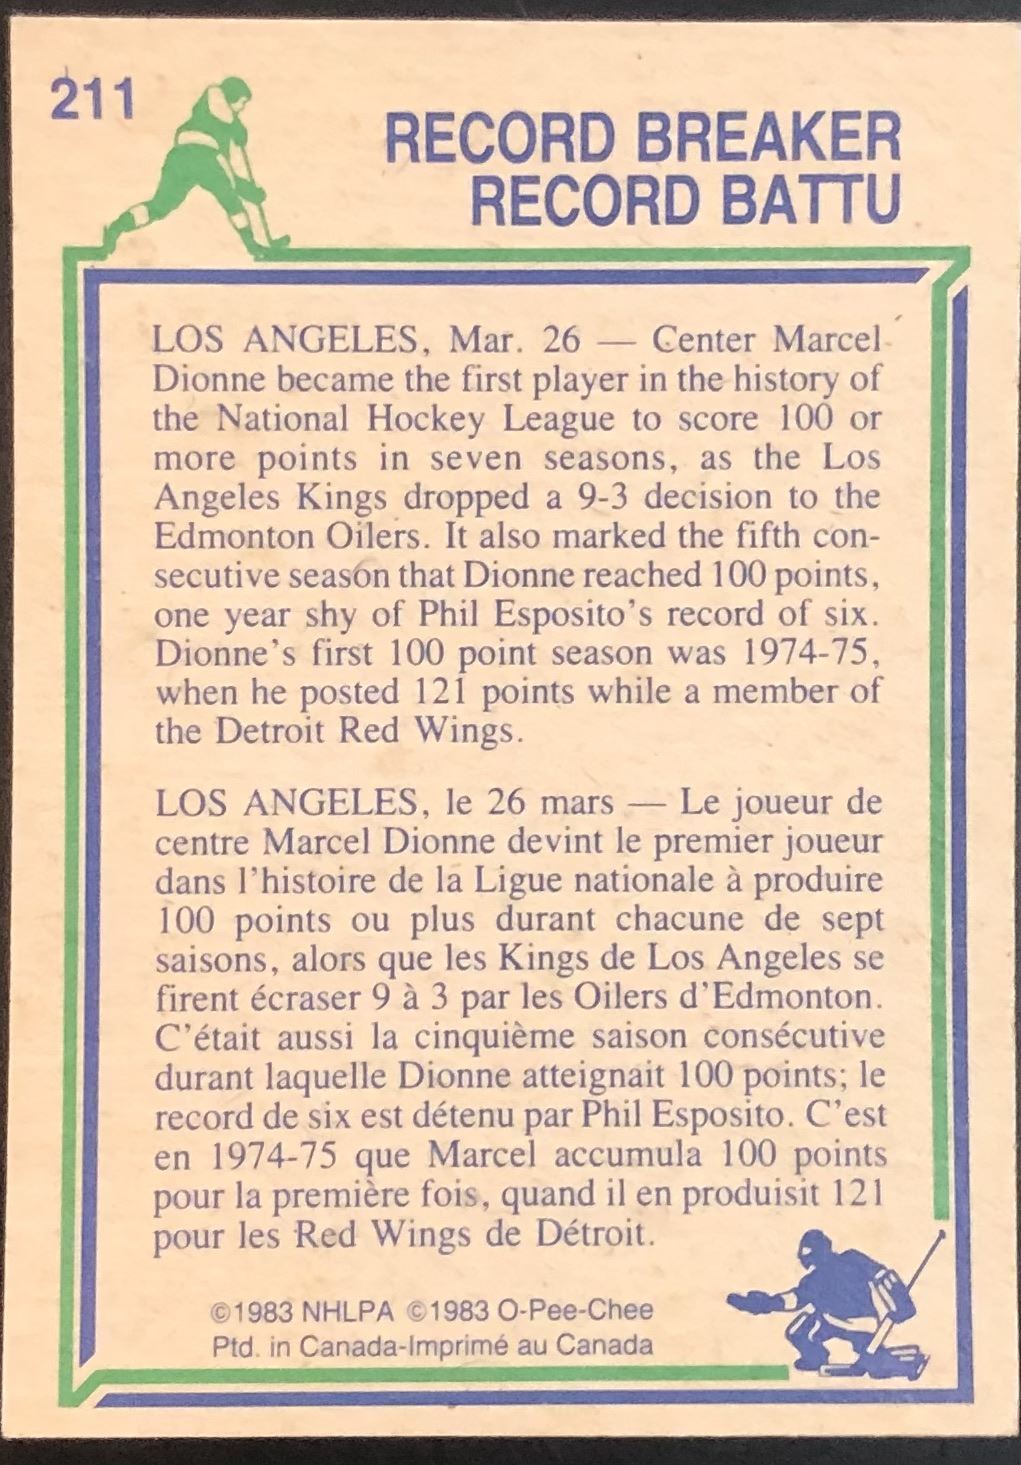 211
RECORD BREAKER
RECORD BATTU
LOS ANGELES, Mar. 26 — Center Marcel
Dionne became the first player in the history of
the National Hockey League to score 100 or
more points in seven seasons, as the Los
Angeles Kings dropped a 9-3 decision to the
Edmonton Oilers. It also marked the fifth con-
secutive season that Dionne reached 100 points,
one year shy of Phil Esposito's record of six.
Dionne's first 100 point season was 1974-75,
when he posted 121 points while a member of
the Detroit Red Wings.
LOS ANGELES, le 26 mars — Le joueur de
centre Marcel Dionne devint le premier joueur
dans l'histoire de la Ligue nationale à produire
100 points ou plus durant chacune de sept
saisons, alors que les Kings de Los Angeles se
firent écraser 9 à 3 par les Oilers d'Edmonton.
C'était aussi la cinquième saison consécutive
durant laquelle Dionne atteignait 100 points; le
record de six est détenu par Phil Esposito. C'est
en 1974-75 que Marcel accumula 100 points
pour la première fois, quand il en produisit 121
pour les Red Wings de Détroit.
©1983 NHLPA ©1983 O-Pee-Chee
Ptd. in Canada-Imprimé au Canada